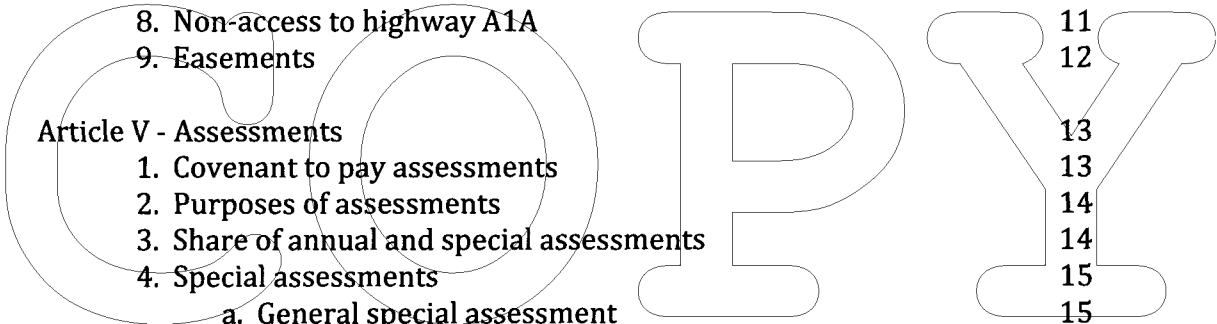 8. Non-access to highway A1A 11
9. Easements 12
Article V - Assessments 13
1. Covenant to pay assessments 13
2. Purposes of assessments 14
3. Share of annual and special assessments 14
4. Special assessments 15
a. General special assessment 15
COPY